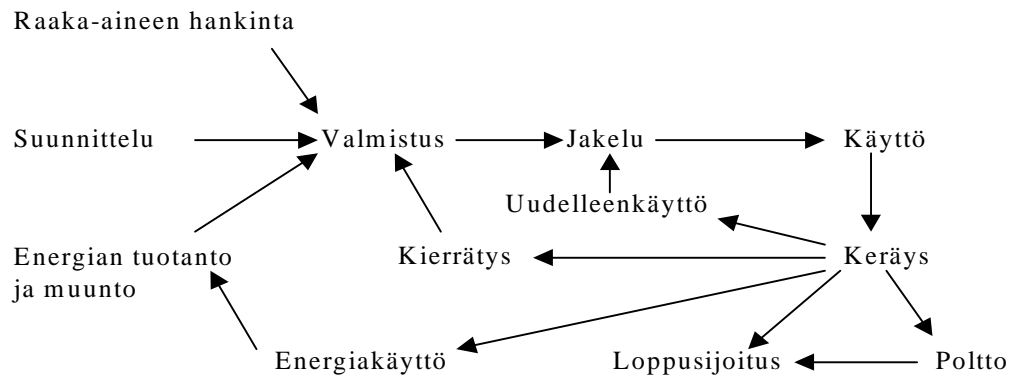 Raaka-aineen hankinta
Suunnittelu
Valmistus
Jakelu
Käyttö
Uudelleenkäyttö
Energian tuotanto
ja muunto
Kierrätys
Keräys
Energiakäyttö
Loppusijoitus
Poltto